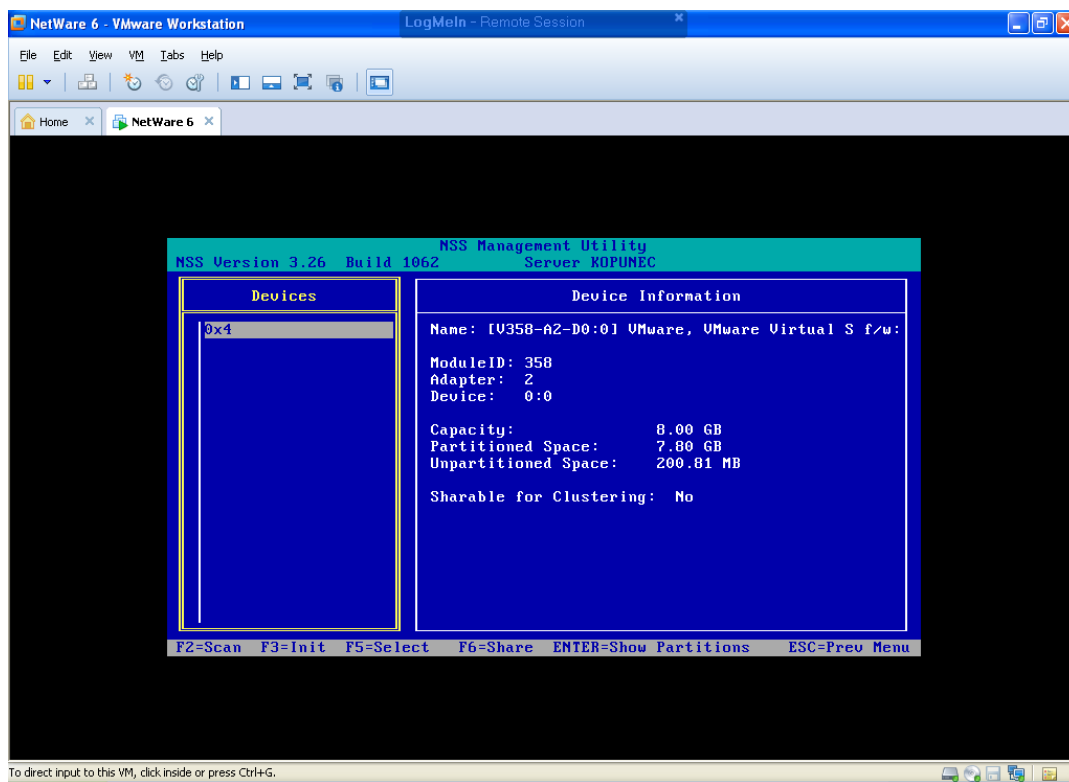 NetWare 6 - VMware Workstation
LogMeIn - Remote Session
File Edit View VM Tabs Help
Home
NetWare 6
NSS Management Utility
NSS Version 3.26 Build 1062 Server KOPUNEC
Devices
0x4
Device Information
Name: [V358-A2-D0:0] VMware, VMware Virtual S f/w:
ModuleID: 358
Adapter: 2
Device: 0:0
Capacity: 8.00 GB
Partitioned Space: 7.80 GB
Unpartitioned Space: 200.81 MB
Sharable for Clustering: No
F2=Scan F3=Init F5=Select F6=Share ENTER=Show Partitions ESC=Prev Menu
To direct input to this VM, click inside or press Ctrl+G.